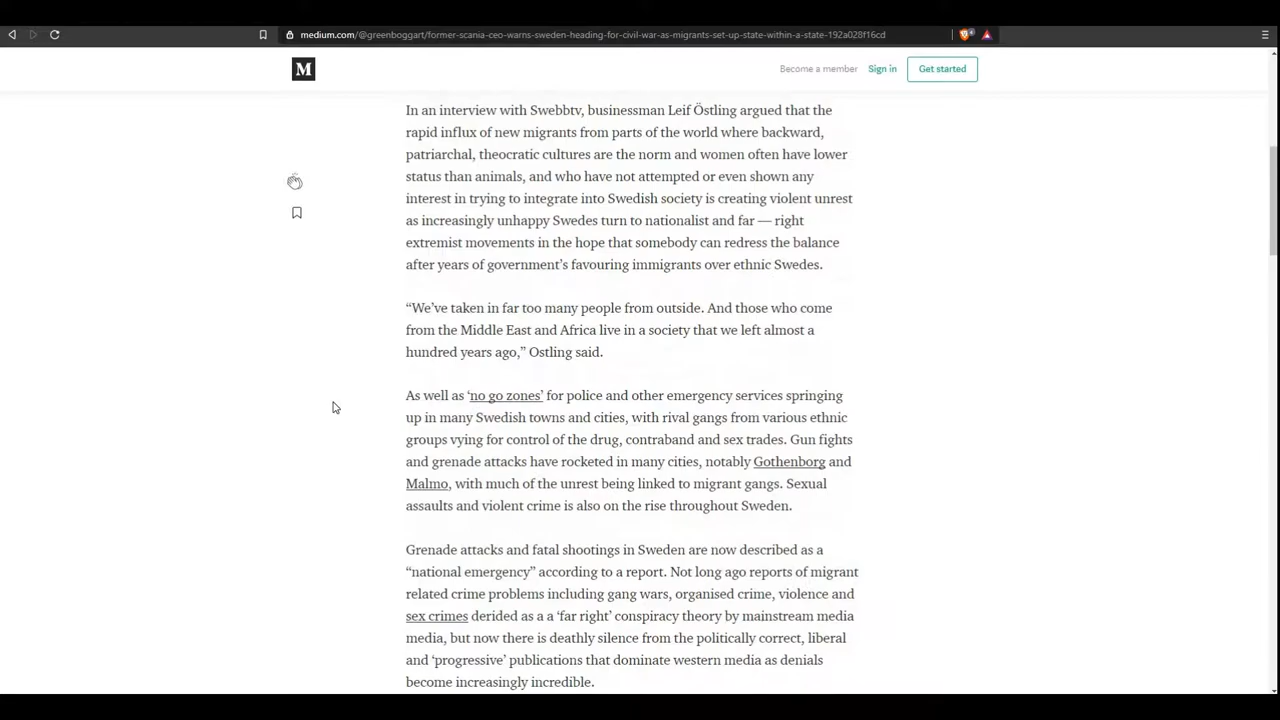 medium.com/@greenboggart/former-scania-ceo-warns-sweden-heading-for-civil-war-as-migrants-set-up-state-within-a-state-192a028f16cd
M
Become a member Sign in Get started
In an interview with Swebbtv, businessman Leif Östling argued that the
rapid influx of new migrants from parts of the world where backward,
patriarchal, theocratic cultures are the norm and women often have lower
status than animals, and who have not attempted or even shown any
interest in trying to integrate into Swedish society is creating violent unrest
as increasingly unhappy Swedes turn to nationalist and far — right
extremist movements in the hope that somebody can redress the balance
after years of government’s favouring immigrants over ethnic Swedes.
“We’ve taken in far too many people from outside. And those who come
from the Middle East and Africa live in a society that we left almost a
hundred years ago,” Ostling said.
As well as ‘no go zones’ for police and other emergency services springing
up in many Swedish towns and cities, with rival gangs from various ethnic
groups vying for control of the drug, contraband and sex trades. Gun fights
and grenade attacks have rocketed in many cities, notably Gothenborg and
Malmo, with much of the unrest being linked to migrant gangs. Sexual
assaults and violent crime is also on the rise throughout Sweden.
Grenade attacks and fatal shootings in Sweden are now described as a
“national emergency” according to a report. Not long ago reports of migrant
related crime problems including gang wars, organised crime, violence and
sex crimes derided as a a ‘far right’ conspiracy theory by mainstream media
media, but now there is deathly silence from the politically correct, liberal
and ‘progressive’ publications that dominate western media as denials
become increasingly incredible.